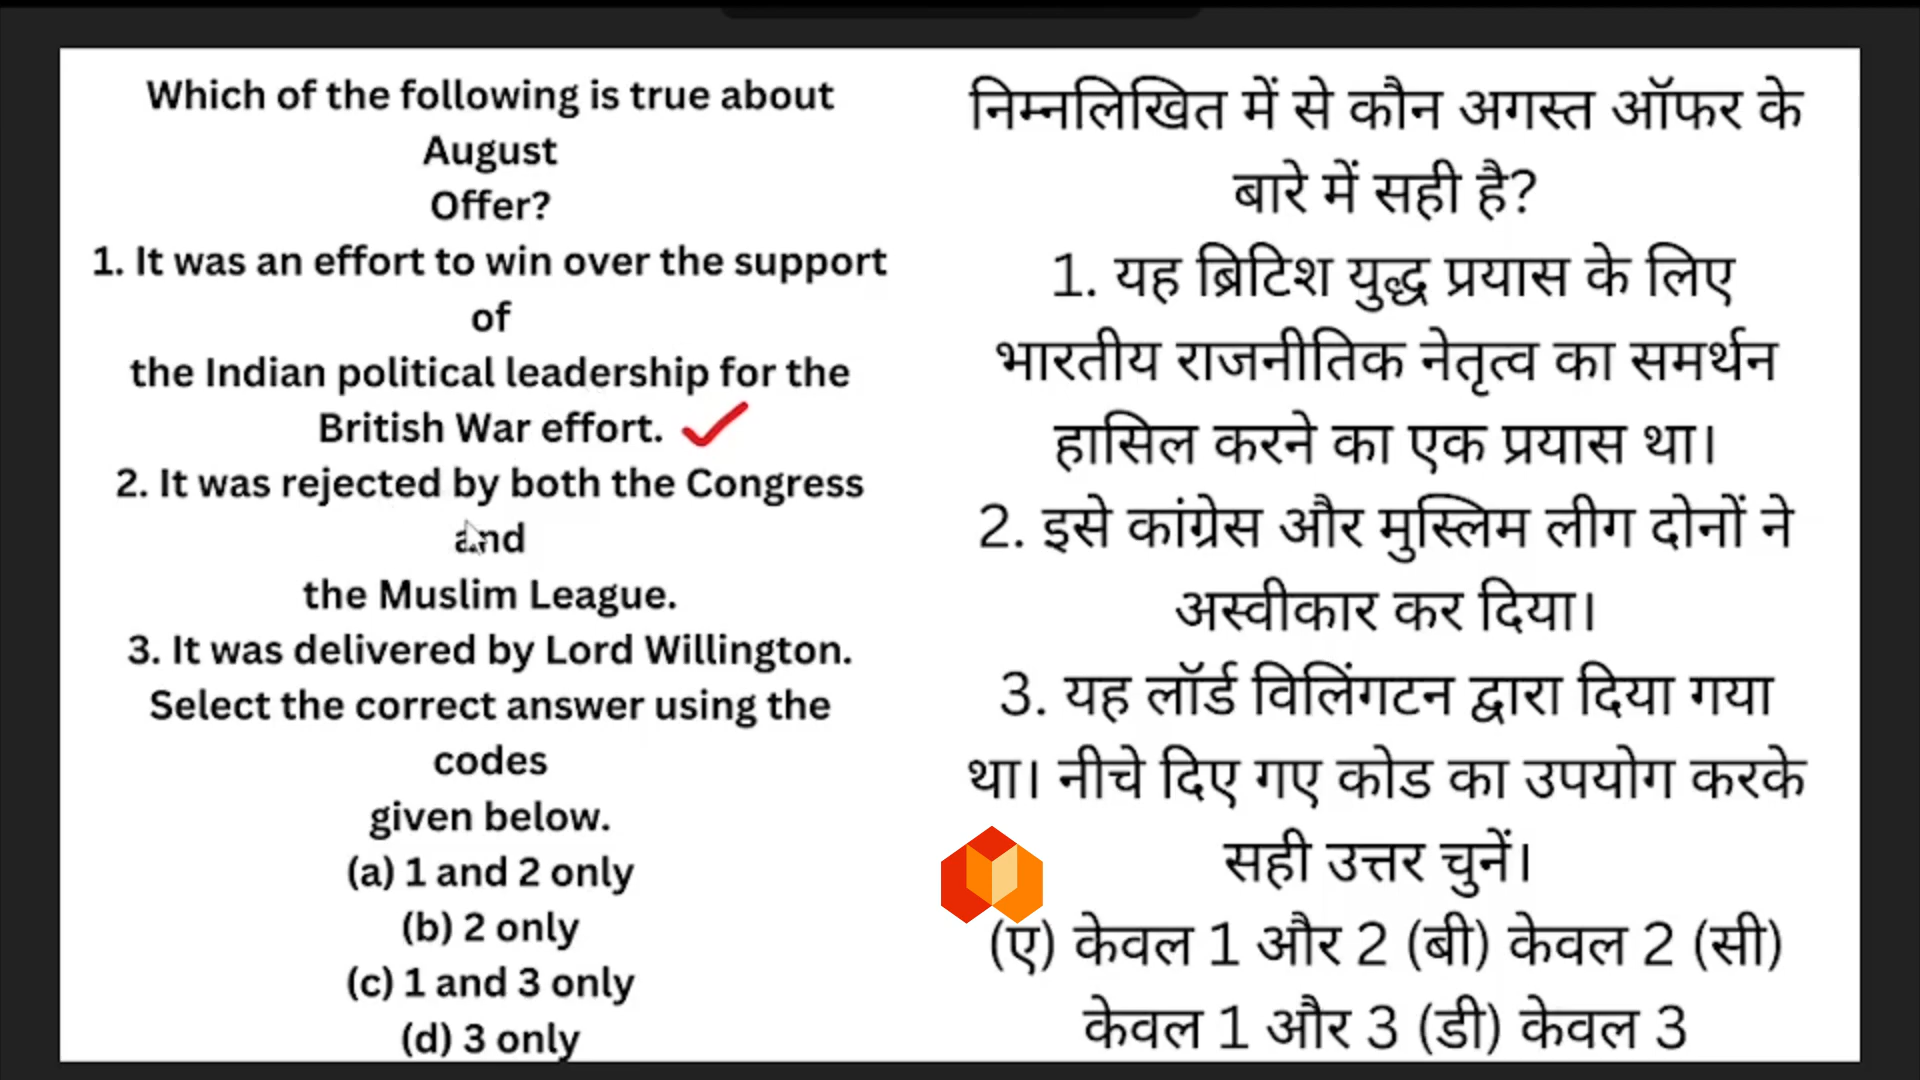 Which of the following is true about
August
Offer?
1. It was an effort to win over the support
of
the Indian political leadership for the
British War effort.
2. It was rejected by both the Congress
and
the Muslim League.
3. It was delivered by Lord Willington.
Select the correct answer using the
codes
given below.
(a) 1 and 2 only
(b) 2 only
(c) 1 and 3 only
(d) 3 only
निम्नलिखित में से कौन अगस्त ऑफर के
बारे में सही है?
1. यह ब्रिटिश युद्ध प्रयास के लिए
भारतीय राजनीतिक नेतृत्व का समर्थन
हासिल करने का एक प्रयास था।
2. इसे कांग्रेस और मुस्लिम लीग दोनों ने
अस्वीकार कर दिया।
3. यह लॉर्ड विलिंगटन द्वारा दिया गया
था। नीचे दिए गए कोड का उपयोग करके
सही उत्तर चुनें।
(ए) केवल 1 और 2 (बी) केवल 2 (सी)
केवल 1 और 3 (डी) केवल 3